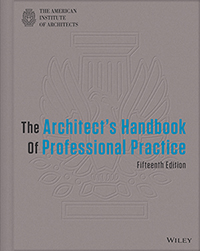 THE AMERICAN
INSTITUTE
OF ARCHITECTS
The Architect's Handbook
Of Professional Practice
Fifteenth Edition
WILEY